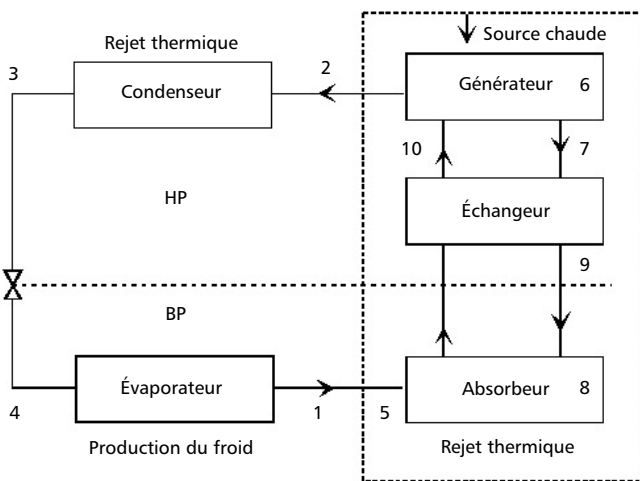 Source chaude
Rejet thermique
3
2
Condenseur
Générateur 6
10
7
HP
Échangeur
9
BP
Évaporateur
Absorbeur 8
4
1
5
Production du froid
Rejet thermique